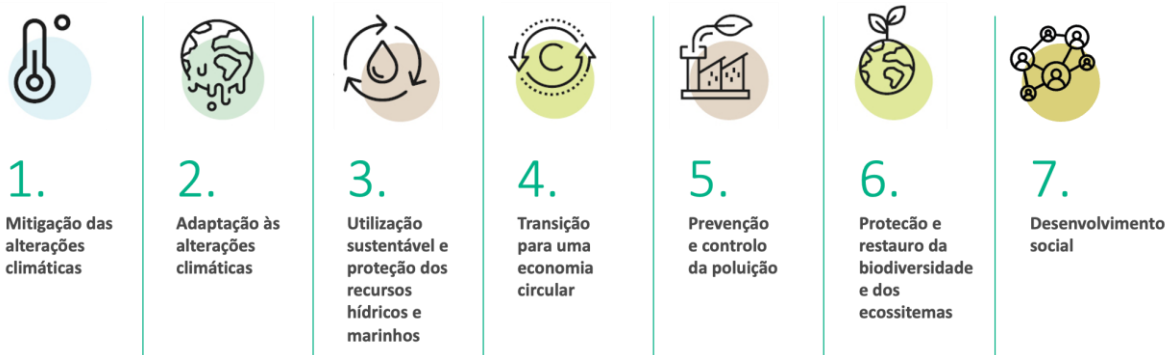 1.
Mitigação das
alterações
climáticas
2.
Adaptação às
alterações
climáticas
3.
Utilização
sustentável e
proteção dos
recursos
hídricos e
marinhos
4.
Transição
para uma
economia
circular
5.
Prevenção
e controlo
da poluição
6.
Protecão e
restauro da
biodiversidade
e dos
ecossitemas
7.
Desenvolvimento
social
C